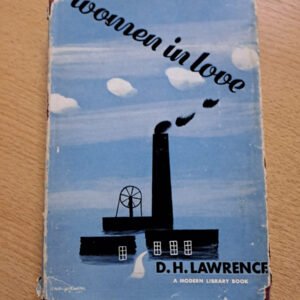 women in love
D. H. LAWRENCE
A MODERN LIBRARY BOOK